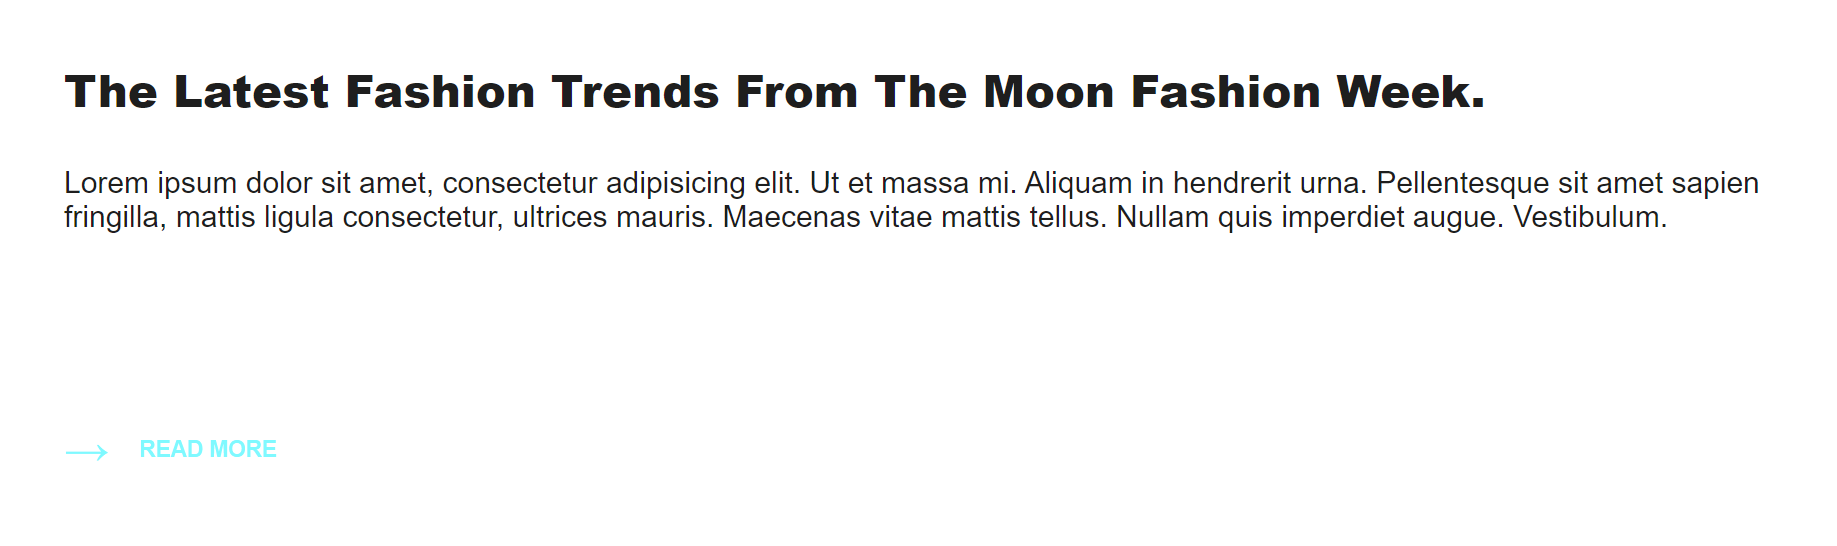 The Latest Fashion Trends From The Moon Fashion Week.
Lorem ipsum dolor sit amet, consectetur adipisicing elit. Ut et massa mi. Aliquam in hendrerit urna. Pellentesque sit amet sapien
fringilla, mattis ligula consectetur, ultrices mauris. Maecenas vitae mattis tellus. Nullam quis imperdiet augue. Vestibulum.
→ READ MORE